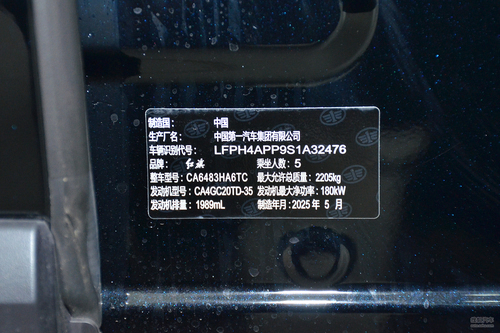 制造国： 中国
生产厂名： 中国第一汽车集团有限公司
车辆识别代号： LFPH4APP9S1A32476
品牌： 红旗 乘坐人数： 5
整车型号： CA6483HA6TC 最大允许总质量： 2205kg
发动机型号： CA4GC20TD-35 发动机最大净功率： 180kW
发动机排量： 1989mL 制造年月： 2025 年 5 月